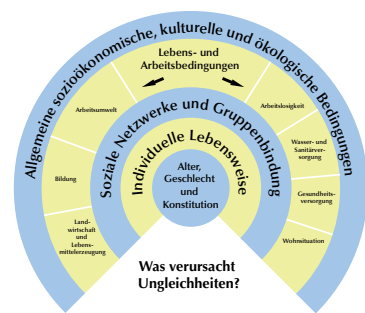 Allgemeine sozioökonomische, kulturelle und ökologische Bedingungen
Lebens- und
Arbeitsbedingungen
Arbeitsumwelt
Arbeitslosigkeit
Bildung
Wasser- und
Sanitärver-
sorgung
Land-
wirtschaft
und
Lebens-
mittelerzeugung
Gesundheits-
versorgung
Wohnsituation
Soziale Netzwerke und Gruppenbindung
Individuelle Lebensweise
Alter,
Geschlecht
und
Konstitution
Was verursacht
Ungleichheiten?